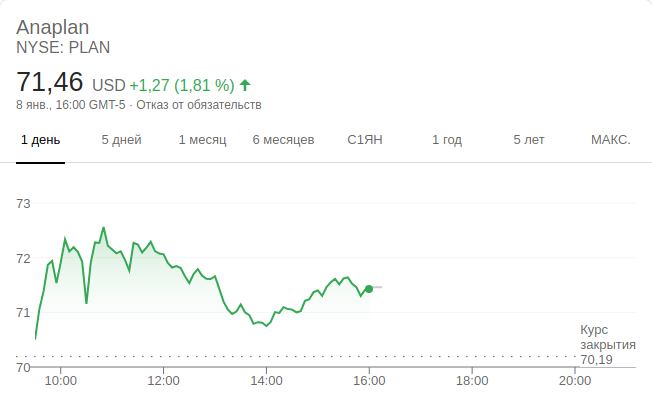 Anaplan
NYSE: PLAN
71,46 USD +1,27 (1,81 %)
8 янв., 16:00 GMT-5 · Отказ от обязательств
1 день 5 дней 1 месяц 6 месяцев С1ЯН 1 год 5 лет МАКС.
73
72
71
Курс
закрытия
70,19
70
10:00 12:00 14:00 16:00 18:00 20:00